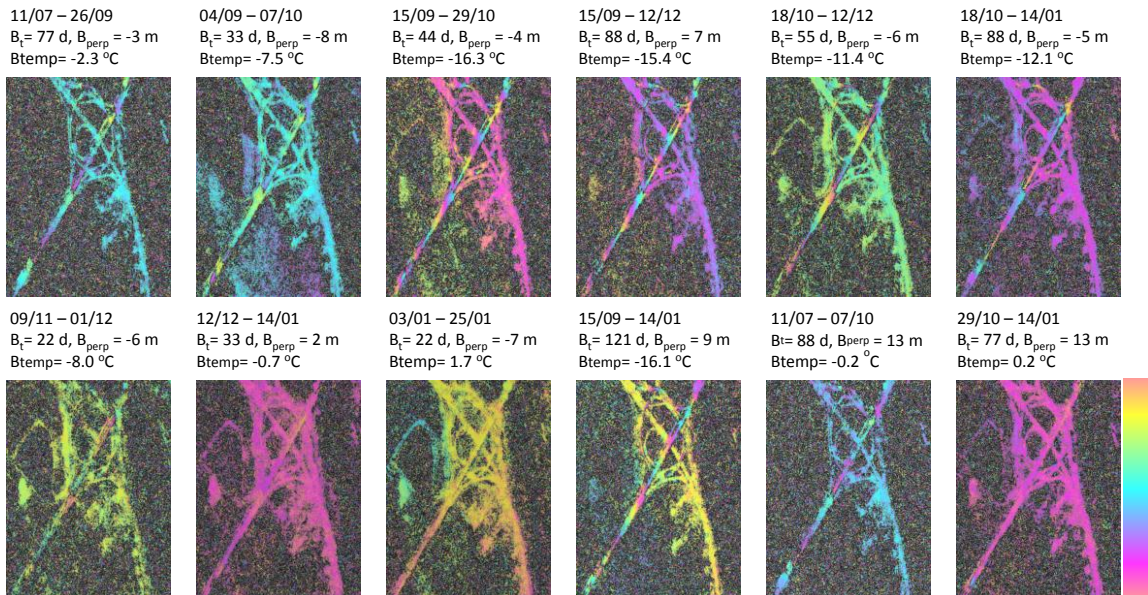 11/07 – 26/09
Bt= 77 d, Bperp = -3 m
Btemp= -2.3 °C
04/09 – 07/10
Bt= 33 d, Bperp = -8 m
Btemp= -7.5 °C
15/09 – 29/10
Bt= 44 d, Bperp = -4 m
Btemp= -16.3 °C
15/09 – 12/12
Bt= 88 d, Bperp = 7 m
Btemp= -15.4 °C
18/10 – 12/12
Bt= 55 d, Bperp = -6 m
Btemp= -11.4 °C
18/10 – 14/01
Bt= 88 d, Bperp = -5 m
Btemp= -12.1 °C
09/11 – 01/12
Bt= 22 d, Bperp = -6 m
Btemp= -8.0 °C
12/12 – 14/01
Bt= 33 d, Bperp = 2 m
Btemp= -0.7 °C
03/01 – 25/01
Bt= 22 d, Bperp = -7 m
Btemp= 1.7 °C
15/09 – 14/01
Bt= 121 d, Bperp = 9 m
Btemp= -16.1 °C
11/07 – 07/10
Bt= 88 d, Bperp = 13 m
Btemp= -0.2 °C
29/10 – 14/01
Bt= 77 d, Bperp = 13 m
Btemp= 0.2 °C